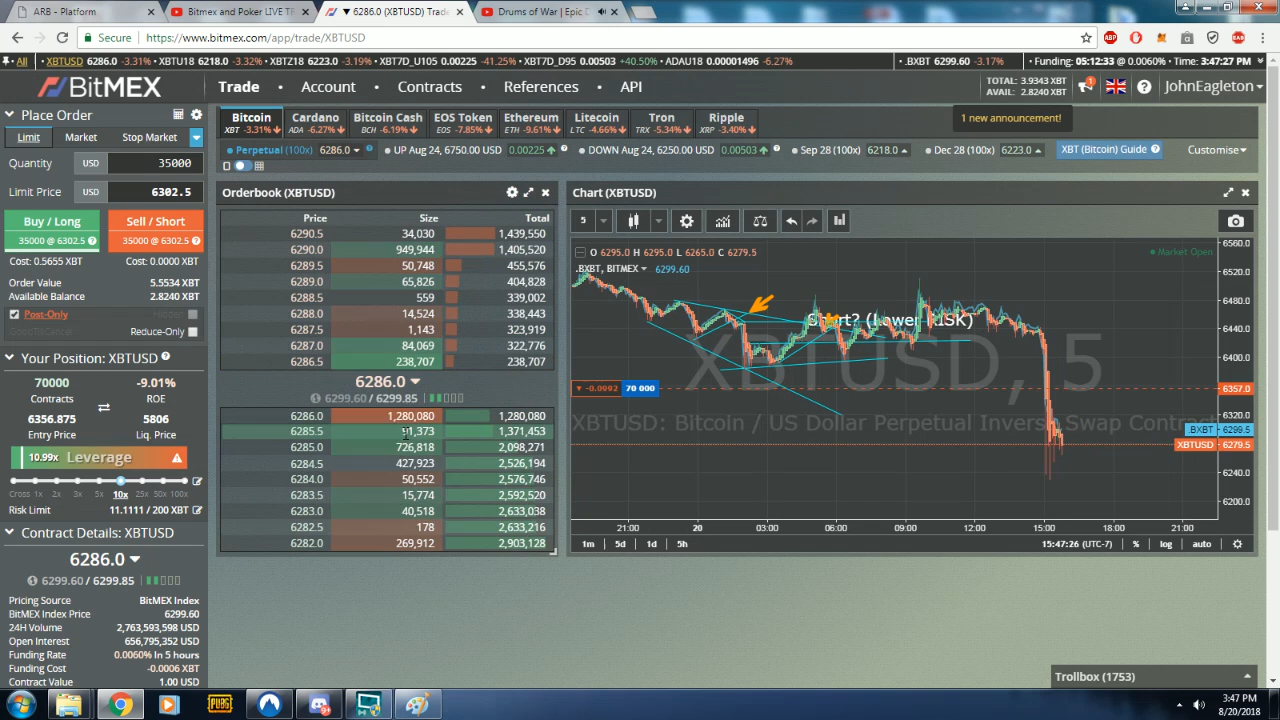 ARB - Platform
Bitmex and Poker LIVE TE
▼ 6286.0 (XBTUSD) Trade
Drums of War | Epic D
Secure https://www.bitmex.com/app/trade/XBTUSD
All XBTUSD 6286.0 -3.31% XBTU18 6218.0 -3.32% XBTZ18 6223.0 -3.19% XBT7D_U105 0.00225 -41.25% XBT7D_D95 0.00503 +40.50% ADAU18 0.00001496 -6.27%
.BXBT 6299.60 -3.17%
Funding: 05:12:33 @ 0.0060% Time: 3:47:27 PM
BitMEX
Trade • Account • Contracts • References • API
TOTAL: 3.9343 XBT
AVAIL: 2.8240 XBT
1
JohnEagleton
1 new announcement!
Bitcoin
XBT -3.31%
Cardano
ADA -6.27%
Bitcoin Cash
BCH -6.19%
EOS Token
EOS -7.85%
Ethereum
ETH -9.61%
Litecoin
LTC -4.66%
Tron
TRX -5.34%
Ripple
XRP -3.40%
Perpetual (100x) 6286.0
UP Aug 24, 6750.00 USD 0.00225
DOWN Aug 24, 6250.00 USD 0.00503
Sep 28 (100x) 6218.0
Dec 28 (100x) 6223.0
XBT (Bitcoin) Guide
Customise
Place Order
Limit Market Stop Market
Quantity USD 35000
Limit Price USD 6302.5
Buy / Long
35000 @ 6302.5
Sell / Short
35000 @ 6302.5
Cost: 0.5655 XBT Cost: 0.0000 XBT
Order Value 5.5534 XBT
Available Balance 2.8240 XBT
Post-Only Hidden
GoodTillCancel Reduce-Only
Your Position: XBTUSD
70000 -9.01%
Contracts ROE
6356.875 5806
Entry Price Liq. Price
10.99x Leverage
Cross 1x 2x 3x 5x 10x 25x 50x 100x
Risk Limit 11.1111 / 200 XBT
Contract Details: XBTUSD
6286.0
6299.60 / 6299.85
Pricing Source BitMEX Index
BitMEX Index Price 6299.60
24H Volume 2,763,593,598 USD
Open Interest 656,795,352 USD
Funding Rate 0.0060% In 5 hours
Funding Cost -0.0006 XBT
Contract Value 1.00 USD
Orderbook (XBTUSD)
Price Size Total
6290.5 34,030 1,439,550
6290.0 949,944 1,405,520
6289.5 50,748 455,576
6289.0 65,826 404,828
6288.5 559 339,002
6288.0 14,524 338,443
6287.5 1,143 323,919
6287.0 84,069 322,776
6286.5 238,707 238,707
6286.0
6299.60 / 6299.85
6286.0 1,280,080 1,280,080
6285.5 91,373 1,371,453
6285.0 726,818 2,098,271
6284.5 427,923 2,526,194
6284.0 50,552 2,576,746
6283.5 15,774 2,592,520
6283.0 40,518 2,633,038
6282.5 178 2,633,216
6282.0 269,912 2,903,128
Chart (XBTUSD)
5
O 6295.0 H 6295.0 L 6265.0 C 6279.5
.BXBT, BITMEX 6299.60
Market Open
Short? (Lower RISK)
XBTUSD, 5
XBTUSD: Bitcoin / US Dollar Perpetual Inverse Swap Contract
-0.0992 70 000
6560.0
6520.0
6480.0
6440.0
6400.0
6357.0
6320.0
.BXBT 6299.5
XBTUSD 6279.5
6240.0
6200.0
21:00 20 03:00 06:00 09:00 12:00 15:00 18:00 21:00
1m 5d 1d 5h
15:47:26 (UTC-7) % log auto
Trollbox (1753)
PUBG
3:47 PM
8/20/2018